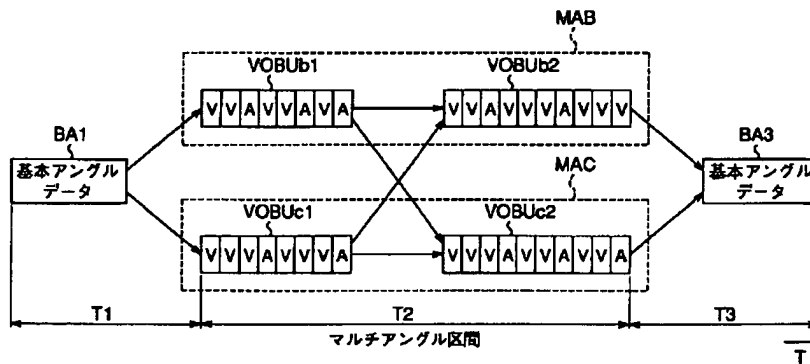 MAB
VOBUb1
VOBUb2
V V A V V A V A
V V A V V V A V V V
BA1
基本アングル
データ
BA3
基本アングル
データ
MAC
VOBUc1
VOBUc2
V V V A V V V A
V V V A V V A V V A
T1
T2
T3
マルチアングル区間
T